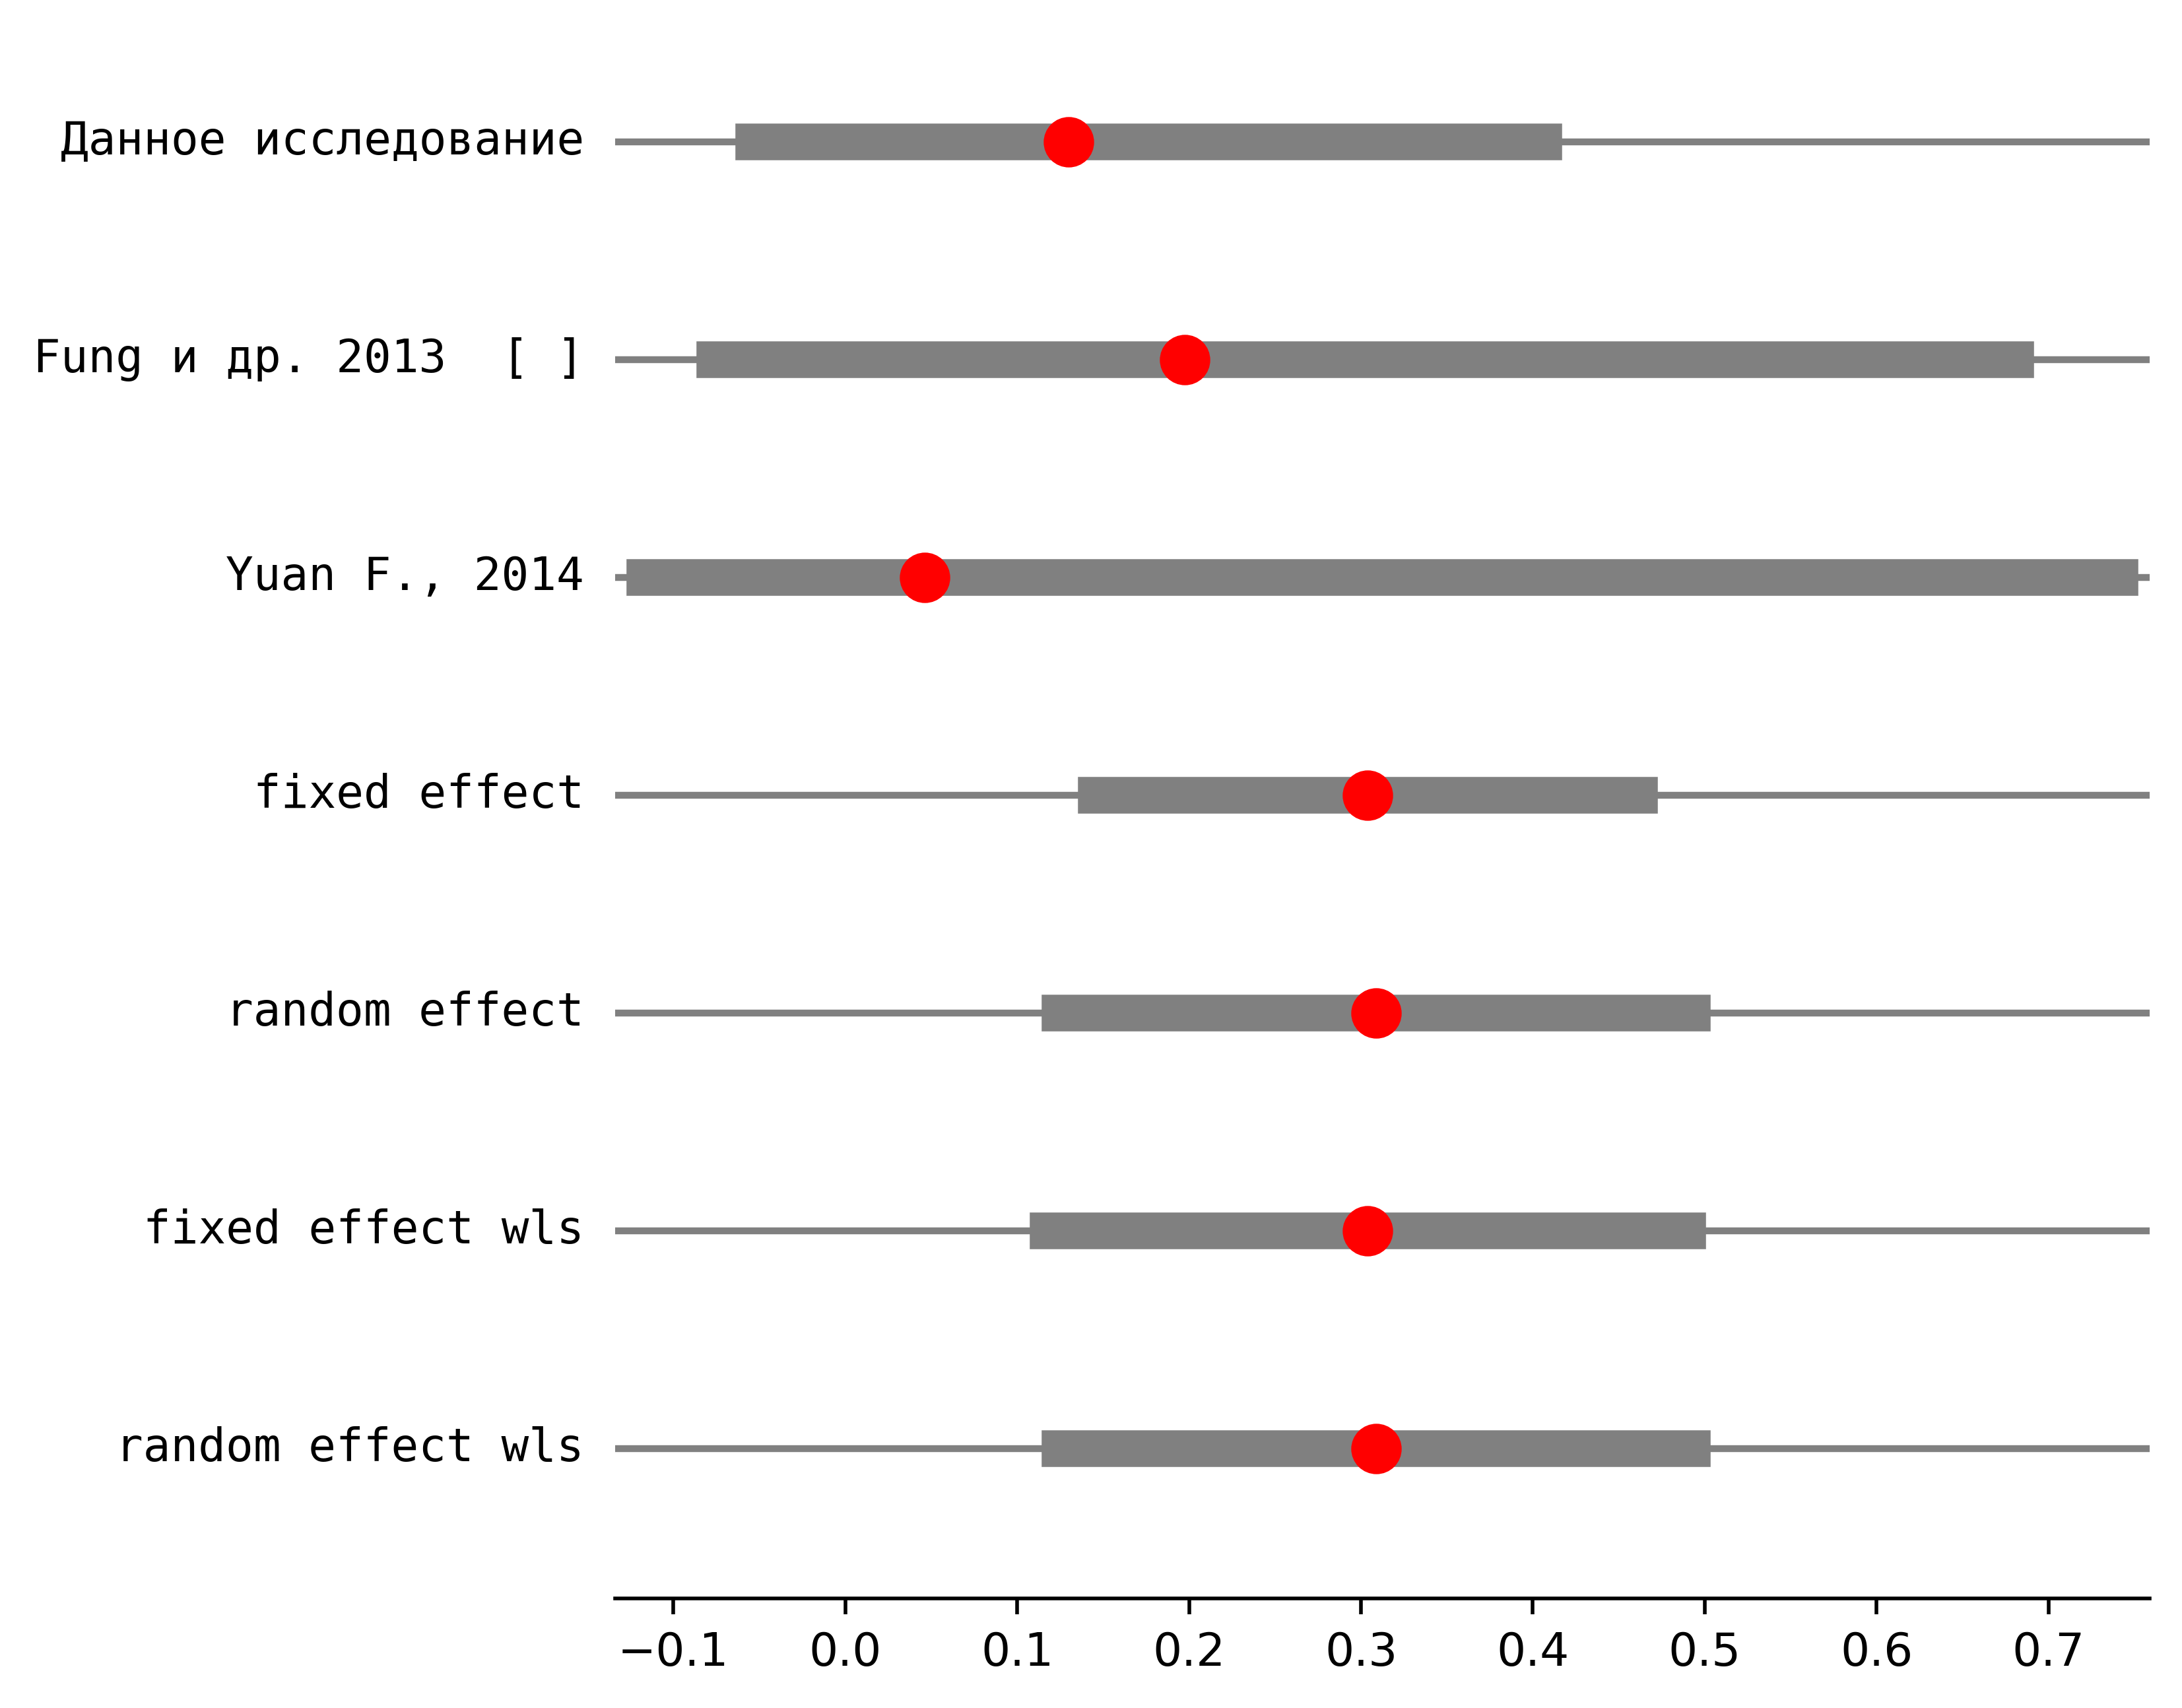 Данное исследование
Fung и др. 2013  [ ]
Yuan F., 2014
fixed effect
random effect
fixed effect wls
random effect wls
−0.1 0.0 0.1 0.2 0.3 0.4 0.5 0.6 0.7